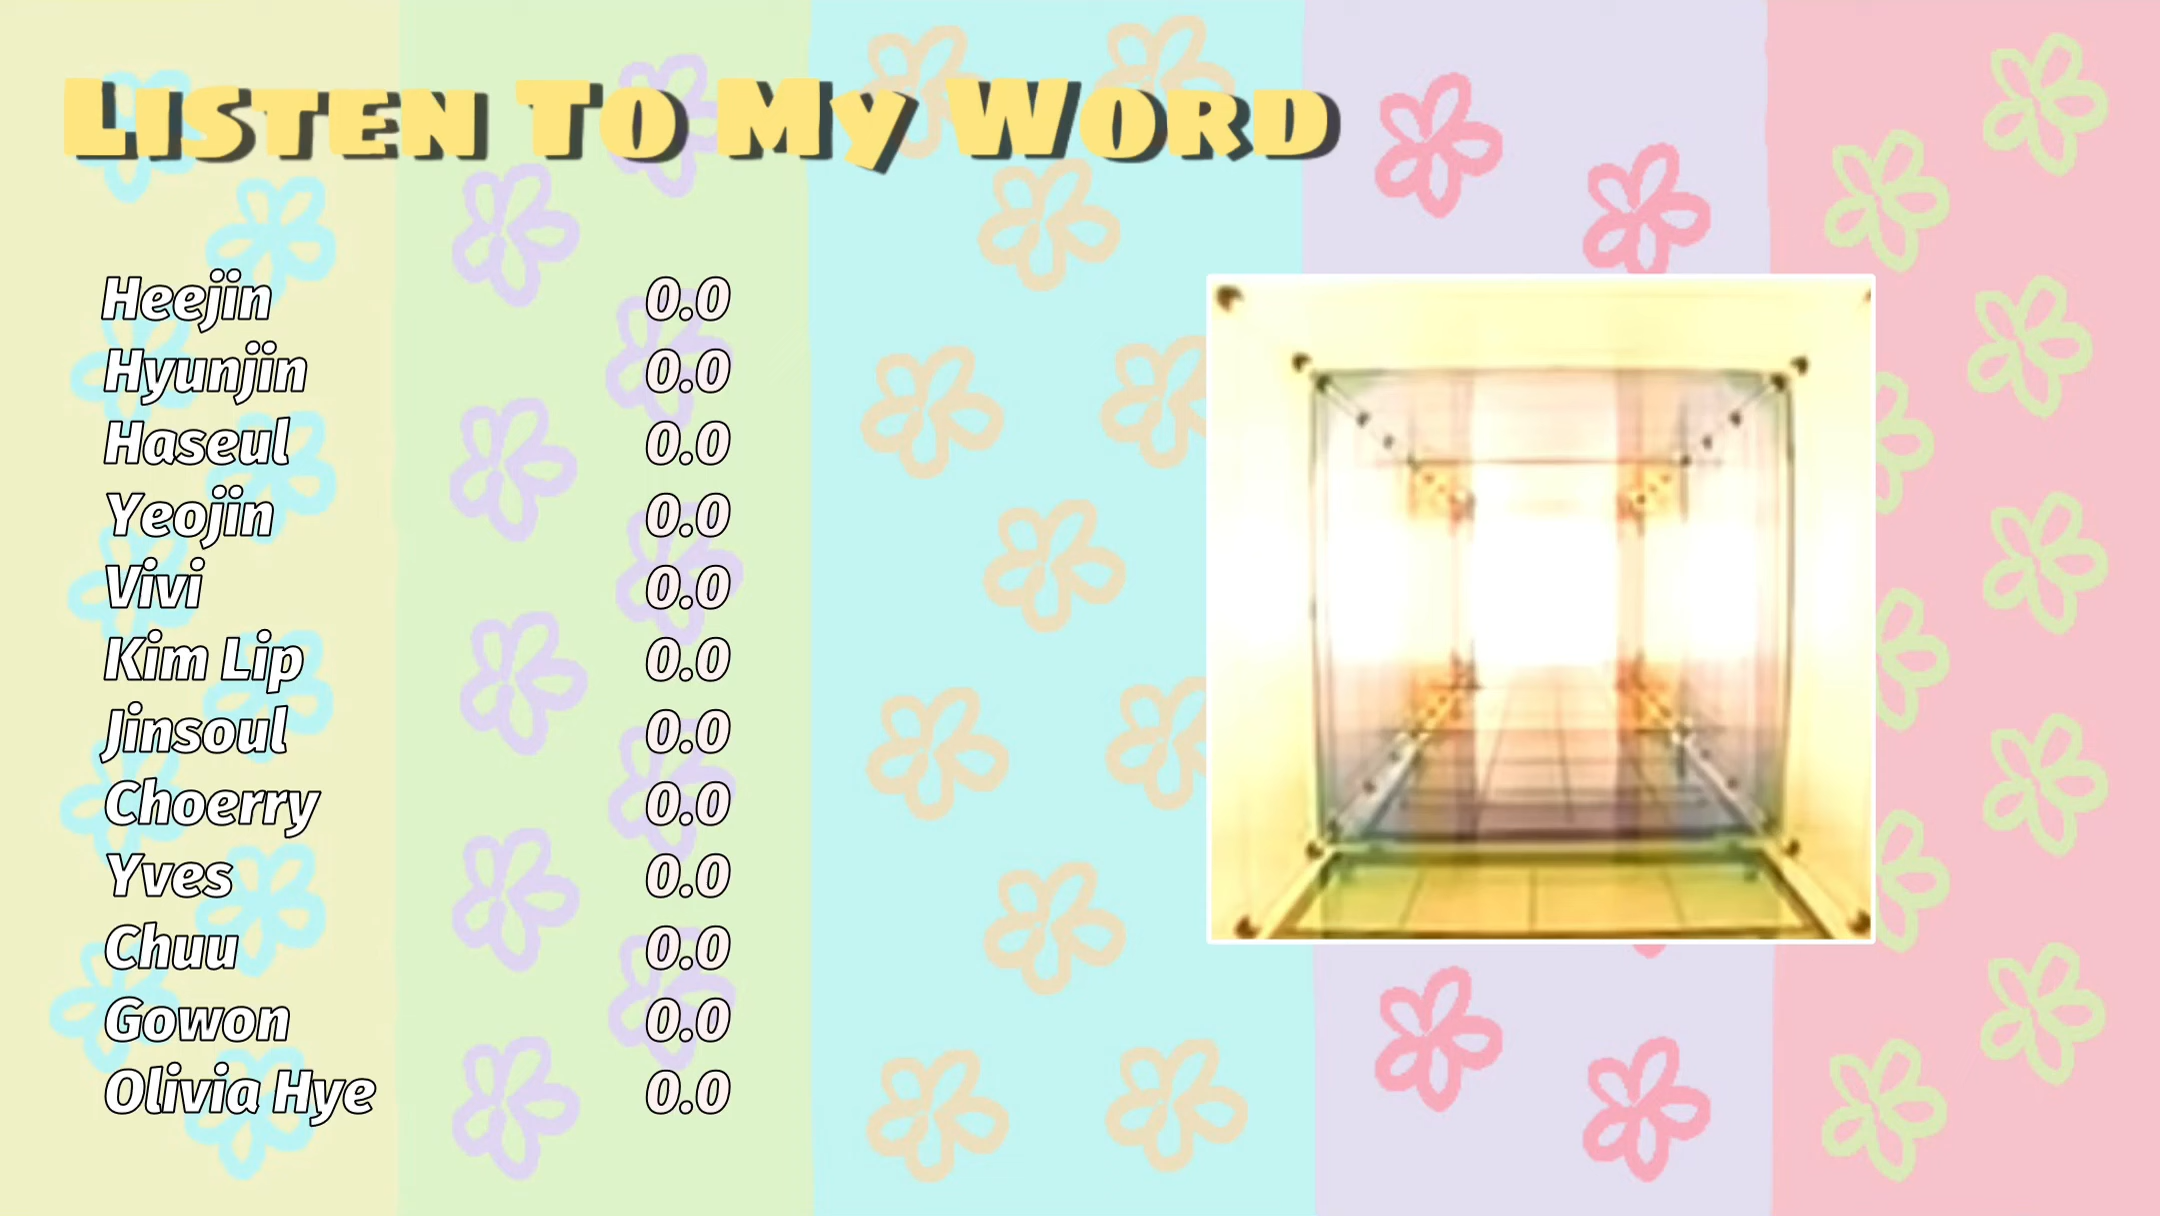 Listen To My Word
Heejin 0.0
Hyunjin 0.0
Haseul 0.0
Yeojin 0.0
Vivi 0.0
Kim Lip 0.0
Jinsoul 0.0
Choerry 0.0
Yves 0.0
Chuu 0.0
Gowon 0.0
Olivia Hye 0.0